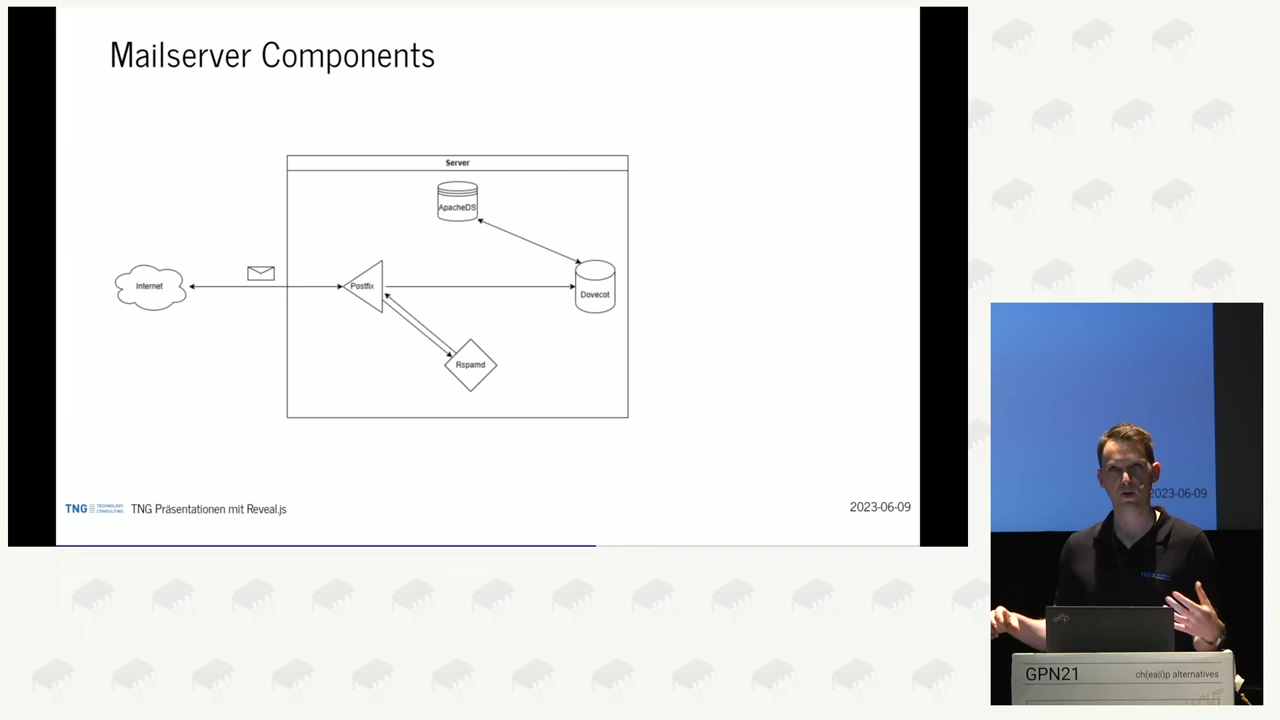 Mailserver Components
Server
ApacheDS
Internet
Postfix
Dovecot
Rspamd
TNG TECHNOLOGY CONSULTING
TNG Präsentationen mit Reveal.js
2023-06-09
2023-06-09
TNG
GPN21
ch(ea|i)p alternatives